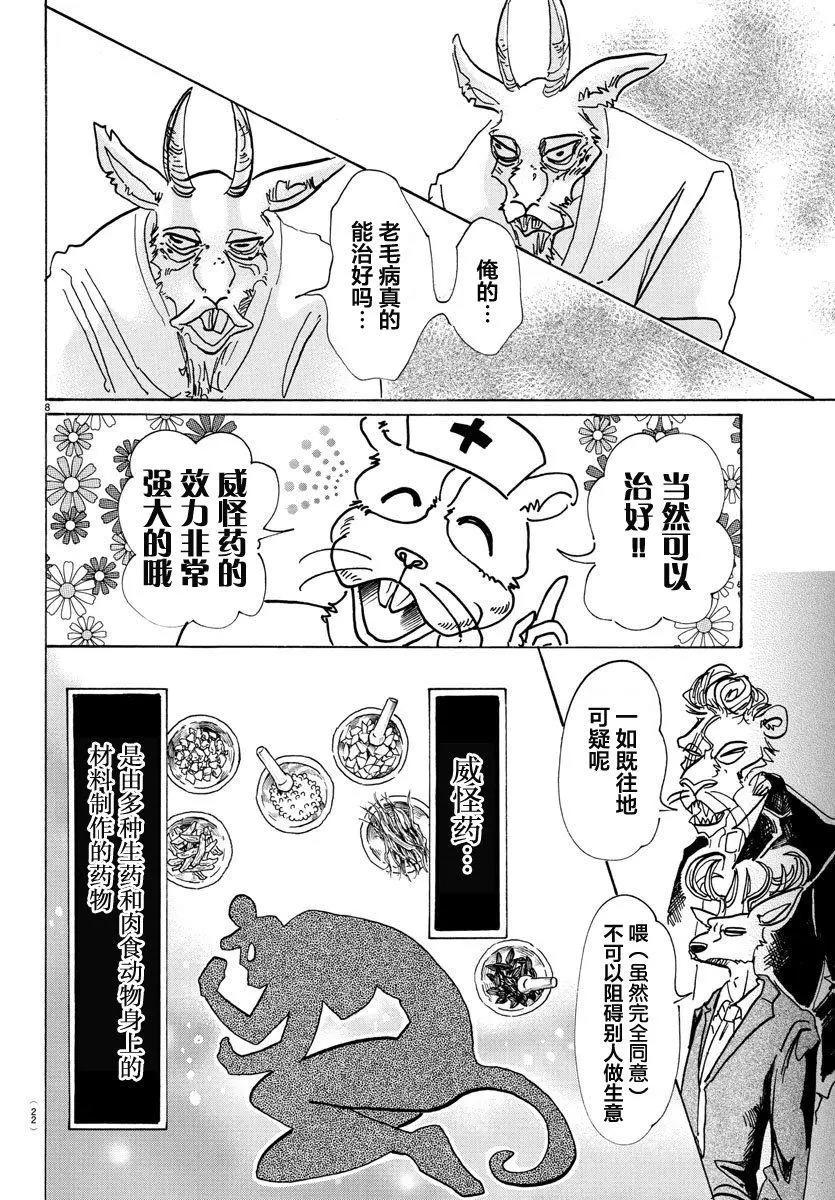 俺的…
老毛病真的
能治好吗…
8
当然可以
治好!!
威怪药的
效力非常
强大的哦
一如既往地
可疑呢
喂（虽然完全同意）
不可以阻碍别人做生意
威怪药…
是由多种生药和肉食动物身上的
材料制作的药物
（22）